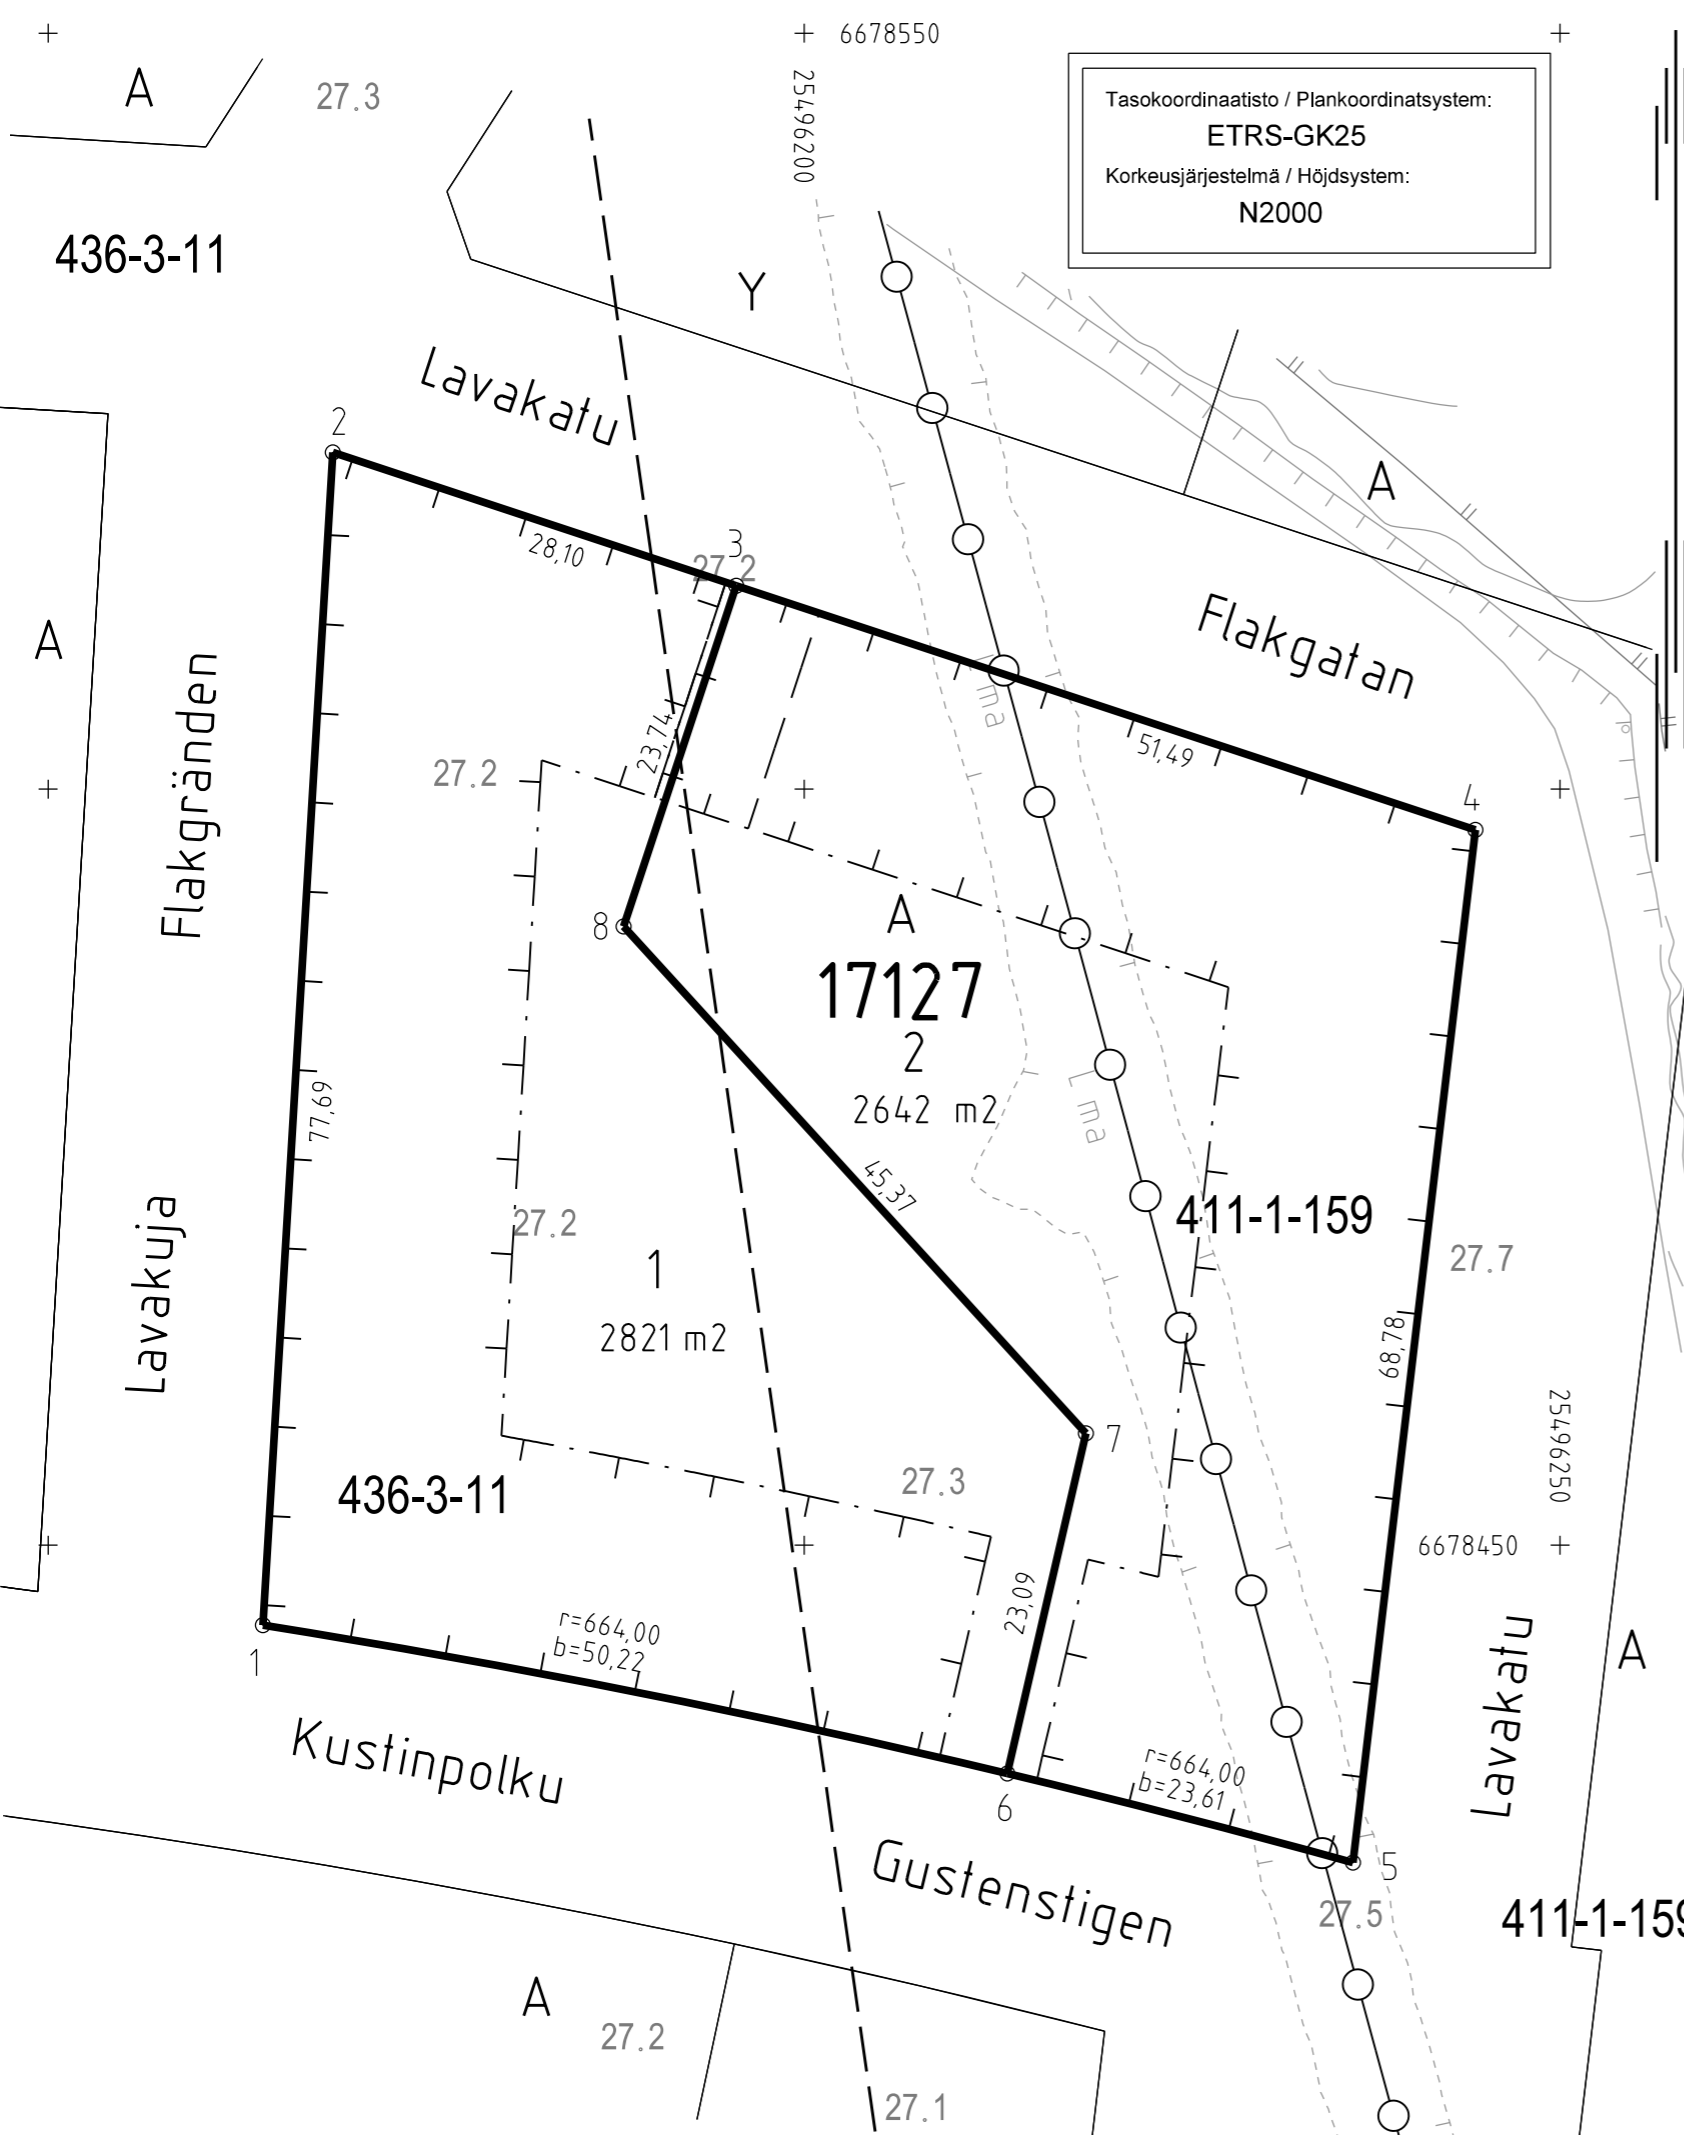 6678550
25496200
Tasokoordinaatisto / Plankoordinatsystem:
ETRS-GK25
Korkeusjärjestelmä / Höjdsystem:
N2000
A
27.3
436-3-11
Y
Lavakatu
2
A
28,10
3
27.2
Flakgatan
A
Flakgränden
ma
51,49
23,74
27.2
4
8
A
17127
2
2642 m2
ma
77,69
45,37
411-1-159
27.2
27.7
Lavakuja
1
2821 m2
68,78
7
25496250
436-3-11
27.3
6678450
23,09
r=664,00
b=50,22
1
Lavakatu
A
Kustinpolku
r=664,00
b=23,61
6
5
Gustenstigen
27.5
411-1-159
A
27.2
27.1